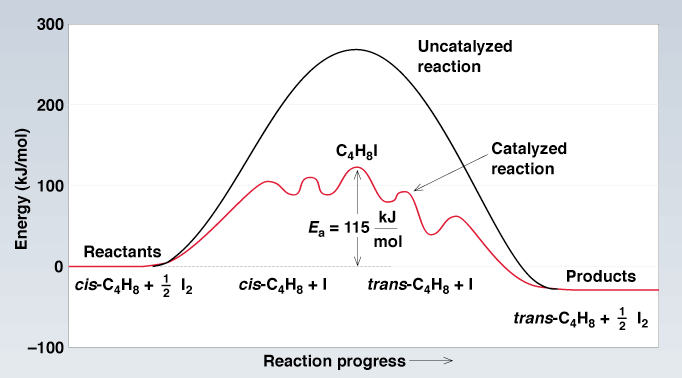 300
Uncatalyzed
reaction
200
C₄H₈I
Catalyzed
reaction
100
Eₐ = 115 kJ/mol
Energy (kJ/mol)
Reactants
0
Products
cis-C₄H₈ + 1/2 I₂
cis-C₄H₈ + I
trans-C₄H₈ + I
trans-C₄H₈ + 1/2 I₂
–100
Reaction progress